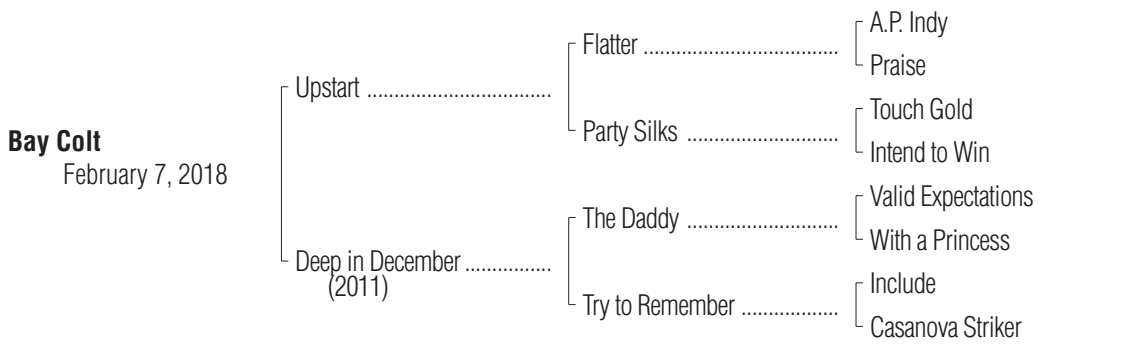 A.P. Indy
Flatter ...................................
Praise
Upstart .................................
Touch Gold
Party Silks ............................
Intend to Win
Bay Colt
February 7, 2018
Valid Expectations
The Daddy ............................
With a Princess
Deep in December ................
(2011)
Include
Try to Remember ..................
Casanova Striker